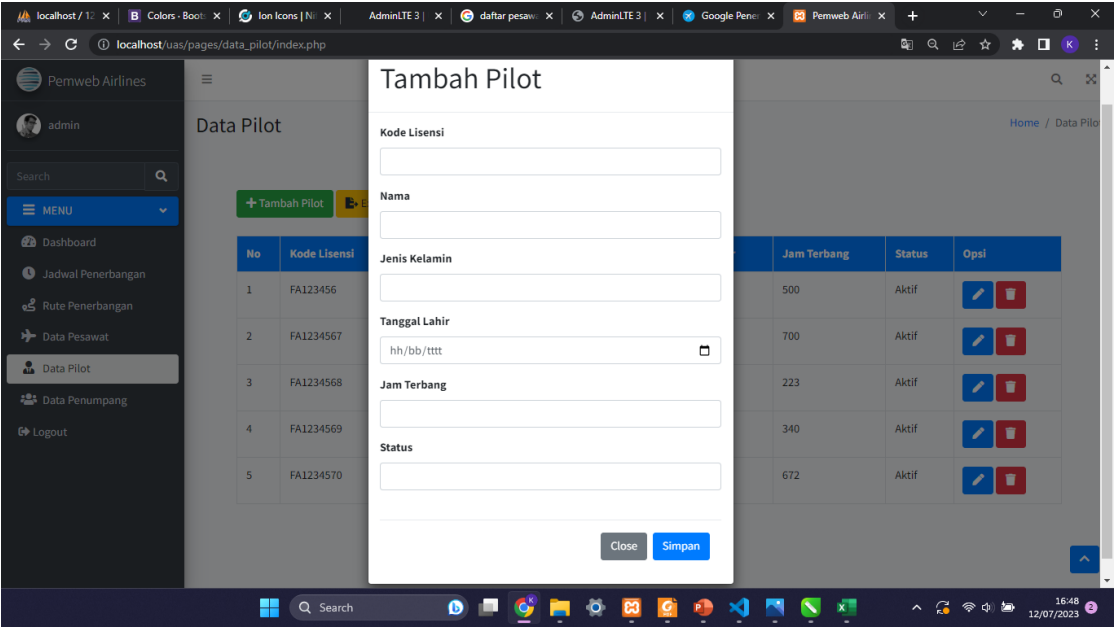 localhost / 12
Colors · Boots
Ion Icons | Ni
AdminLTE 3 |
daftar pesaw
AdminLTE 3 |
Google Pener
Pemweb Airli
localhost/uas/pages/data_pilot/index.php
K
Pemweb Airlines
admin
Search
MENU
Dashboard
Jadwal Penerbangan
Rute Penerbangan
Data Pesawat
Data Pilot
Data Penumpang
Logout
Data Pilot
Home / Data Pilo
Tambah Pilot
No Kode Lisensi Jam Terbang Status Opsi
1 FA123456 500 Aktif
2 FA1234567 700 Aktif
3 FA1234568 223 Aktif
4 FA1234569 340 Aktif
5 FA1234570 672 Aktif
Tambah Pilot
Kode Lisensi
Nama
Jenis Kelamin
Tanggal Lahir
hh/bb/tttt
Jam Terbang
Status
Close Simpan
Search
16:48
12/07/2023
2